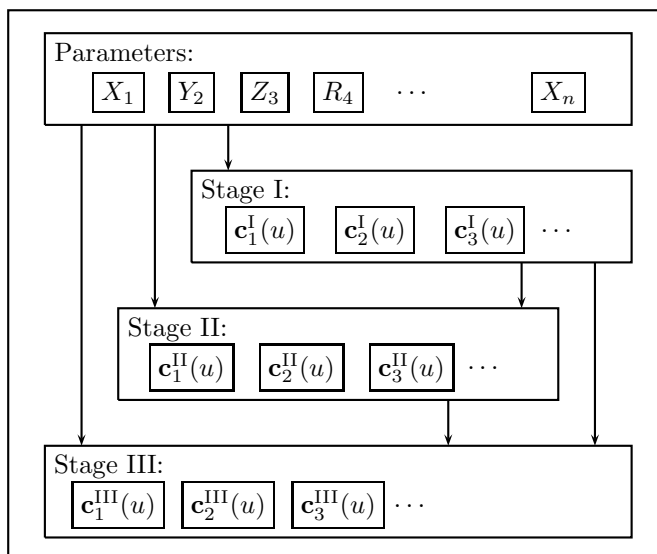 Parameters:
X₁ Y₂ Z₃ R₄ ⋯ Xₙ
Stage I:
𝐜₁ᴵ(u) 𝐜₂ᴵ(u) 𝐜₃ᴵ(u) ⋯
Stage II:
𝐜₁ᴵᴵ(u) 𝐜₂ᴵᴵ(u) 𝐜₃ᴵᴵ(u) ⋯
Stage III:
𝐜₁ᴵᴵᴵ(u) 𝐜₂ᴵᴵᴵ(u) 𝐜₃ᴵᴵᴵ(u) ⋯